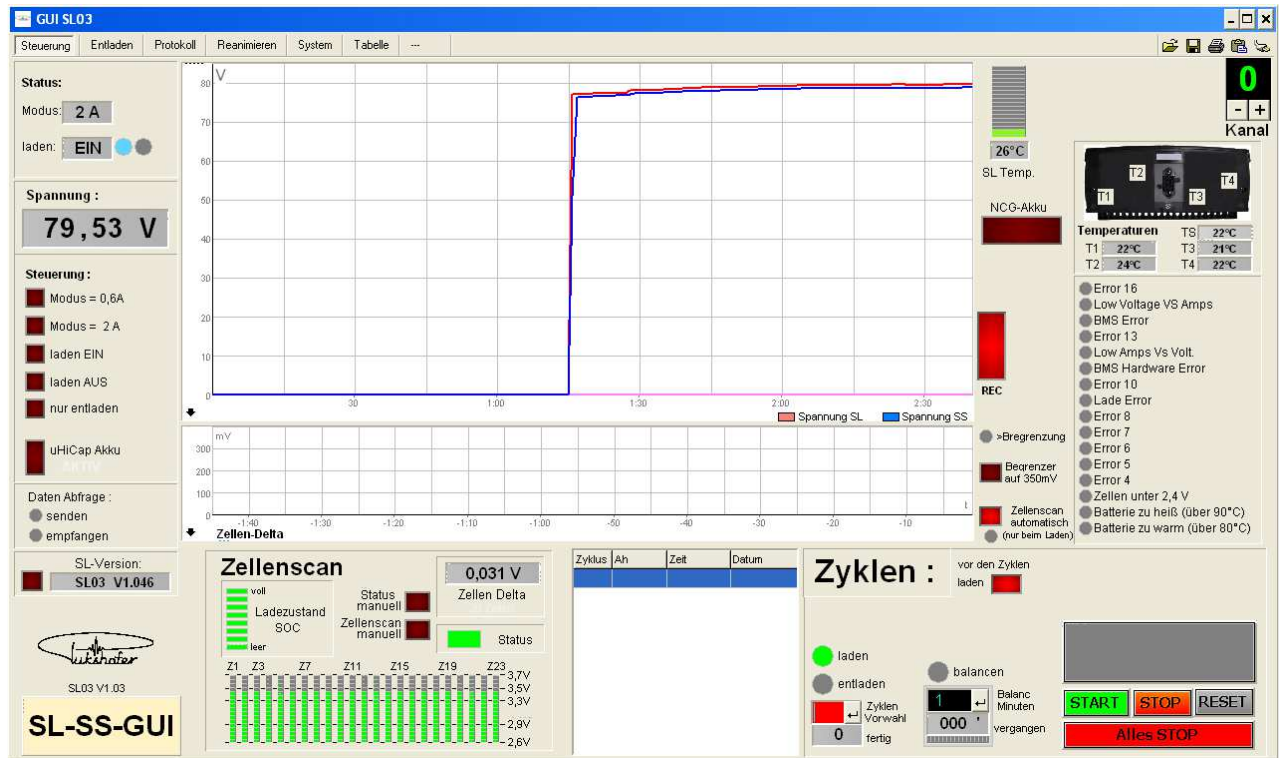 GUI SL03
Steuerung Entladen Protokoll Reanimieren System Tabelle ---
Status:
Modus: 2 A
laden: EIN
Spannung :
79,53 V
Steuerung :
Modus = 0,6A
Modus = 2 A
laden EIN
laden AUS
nur entladen
uHiCap Akku
Daten Abfrage :
senden
empfangen
SL-Version:
SL03 V1.046
lukshofer
SL03 V1.03
SL-SS-GUI
V
80
70
60
50
40
30
20
10
0
30 1:00 1:30 2:00 2:30
Spannung SL Spannung SS
mV
300
200
100
0
t
-1:40 -1:30 -1:20 -1:10 -1:00 -50 -40 -30 -20 -10
Zellen-Delta
26°C
SL Temp.
NCG-Akku
REC
»Bregrenzung
Begrenzer
auf 350mV
Zellenscan
automatisch
(nur beim Laden)
0
- +
Kanal
T1 T2 T3 T4
Temperaturen TS 22°C
T1 22°C T3 21°C
T2 24°C T4 22°C
Error 16
Low Voltage VS Amps
BMS Error
Error 13
Low Amps Vs Volt.
BMS Hardware Error
Error 10
Lade Error
Error 8
Error 7
Error 6
Error 5
Error 4
Zellen unter 2,4 V
Batterie zu heiß (über 90°C)
Batterie zu warm (über 80°C)
Zellenscan
voll
Ladezustand
SOC
leer
Status
manuell
Zellenscan
manuell
0,031 V
Zellen Delta
Status
Z1 Z3 Z7 Z11 Z15 Z19 Z23
3,7V
3,5V
3,3V
2,9V
2,6V
Zyklus Ah Zeit Datum
Zyklen :
vor den Zyklen
laden
laden
entladen
Zyklen
Vorwahl
0 fertig
balancen
1 Balanc
Minuten
000 ' vergangen
START STOP RESET
Alles STOP